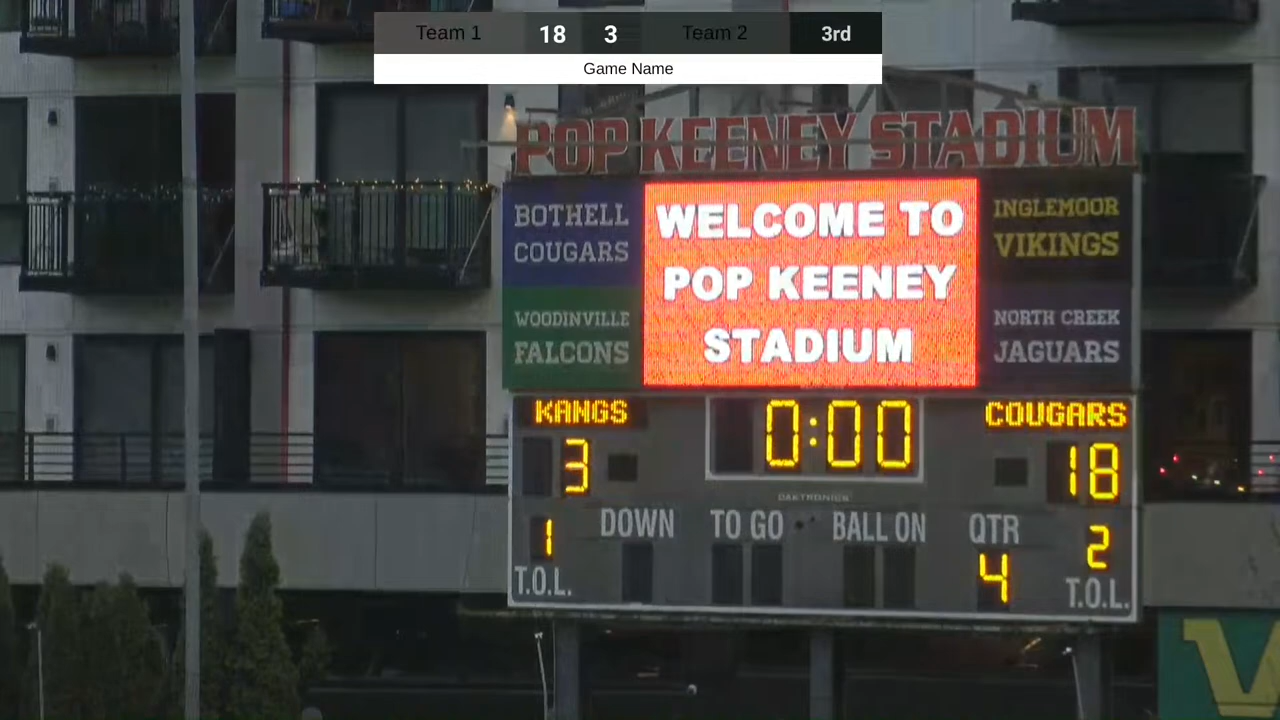 Team 1 18 3 Team 2 3rd
Game Name
POP KEENEY STADIUM
BOTHELL
COUGARS
WOODINVILLE
FALCONS
WELCOME TO
POP KEENEY
STADIUM
INGLEMOOR
VIKINGS
NORTH CREEK
JAGUARS
KANGS 0:00 COUGARS
3 18
DAKTRONICS
DOWN TO GO BALL ON QTR
1 4 2
T.O.L. T.O.L.